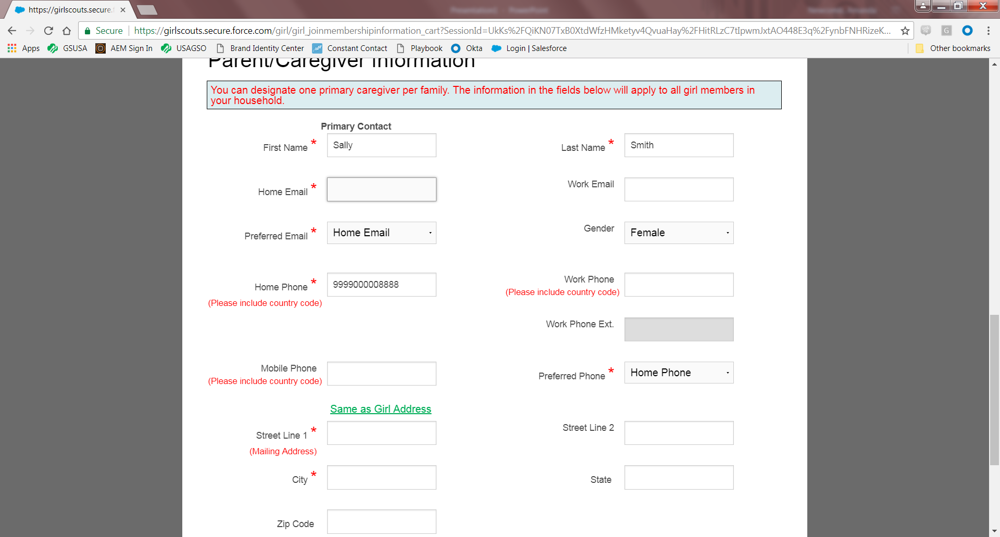 https://girlscouts.secure.f
Secure
https://girlscouts.secure.force.com/girl/girl_joinmembershipinformation_cart?SessionId=UkKs%2FQiKN07TxB0XtdWfzHMketyv4QvuaHay%2FHitRLzC7tIpwmJxtAO448E3q%2FynbFNHRizeK...
Apps GSUSA AEM Sign In USAGSO Brand Identity Center Constant Contact Playbook Okta Login | Salesforce Other bookmarks
Parent/Caregiver Information
You can designate one primary caregiver per family. The information in the fields below will apply to all girl members in
your household.
Primary Contact
First Name * Sally Last Name * Smith
Home Email * Work Email
Preferred Email * Home Email Gender Female
Home Phone * 9999000008888 Work Phone
(Please include country code) (Please include country code)
Work Phone Ext.
Mobile Phone
(Please include country code) Preferred Phone * Home Phone
Same as Girl Address
Street Line 1 * Street Line 2
(Mailing Address)
City * State
Zip Code